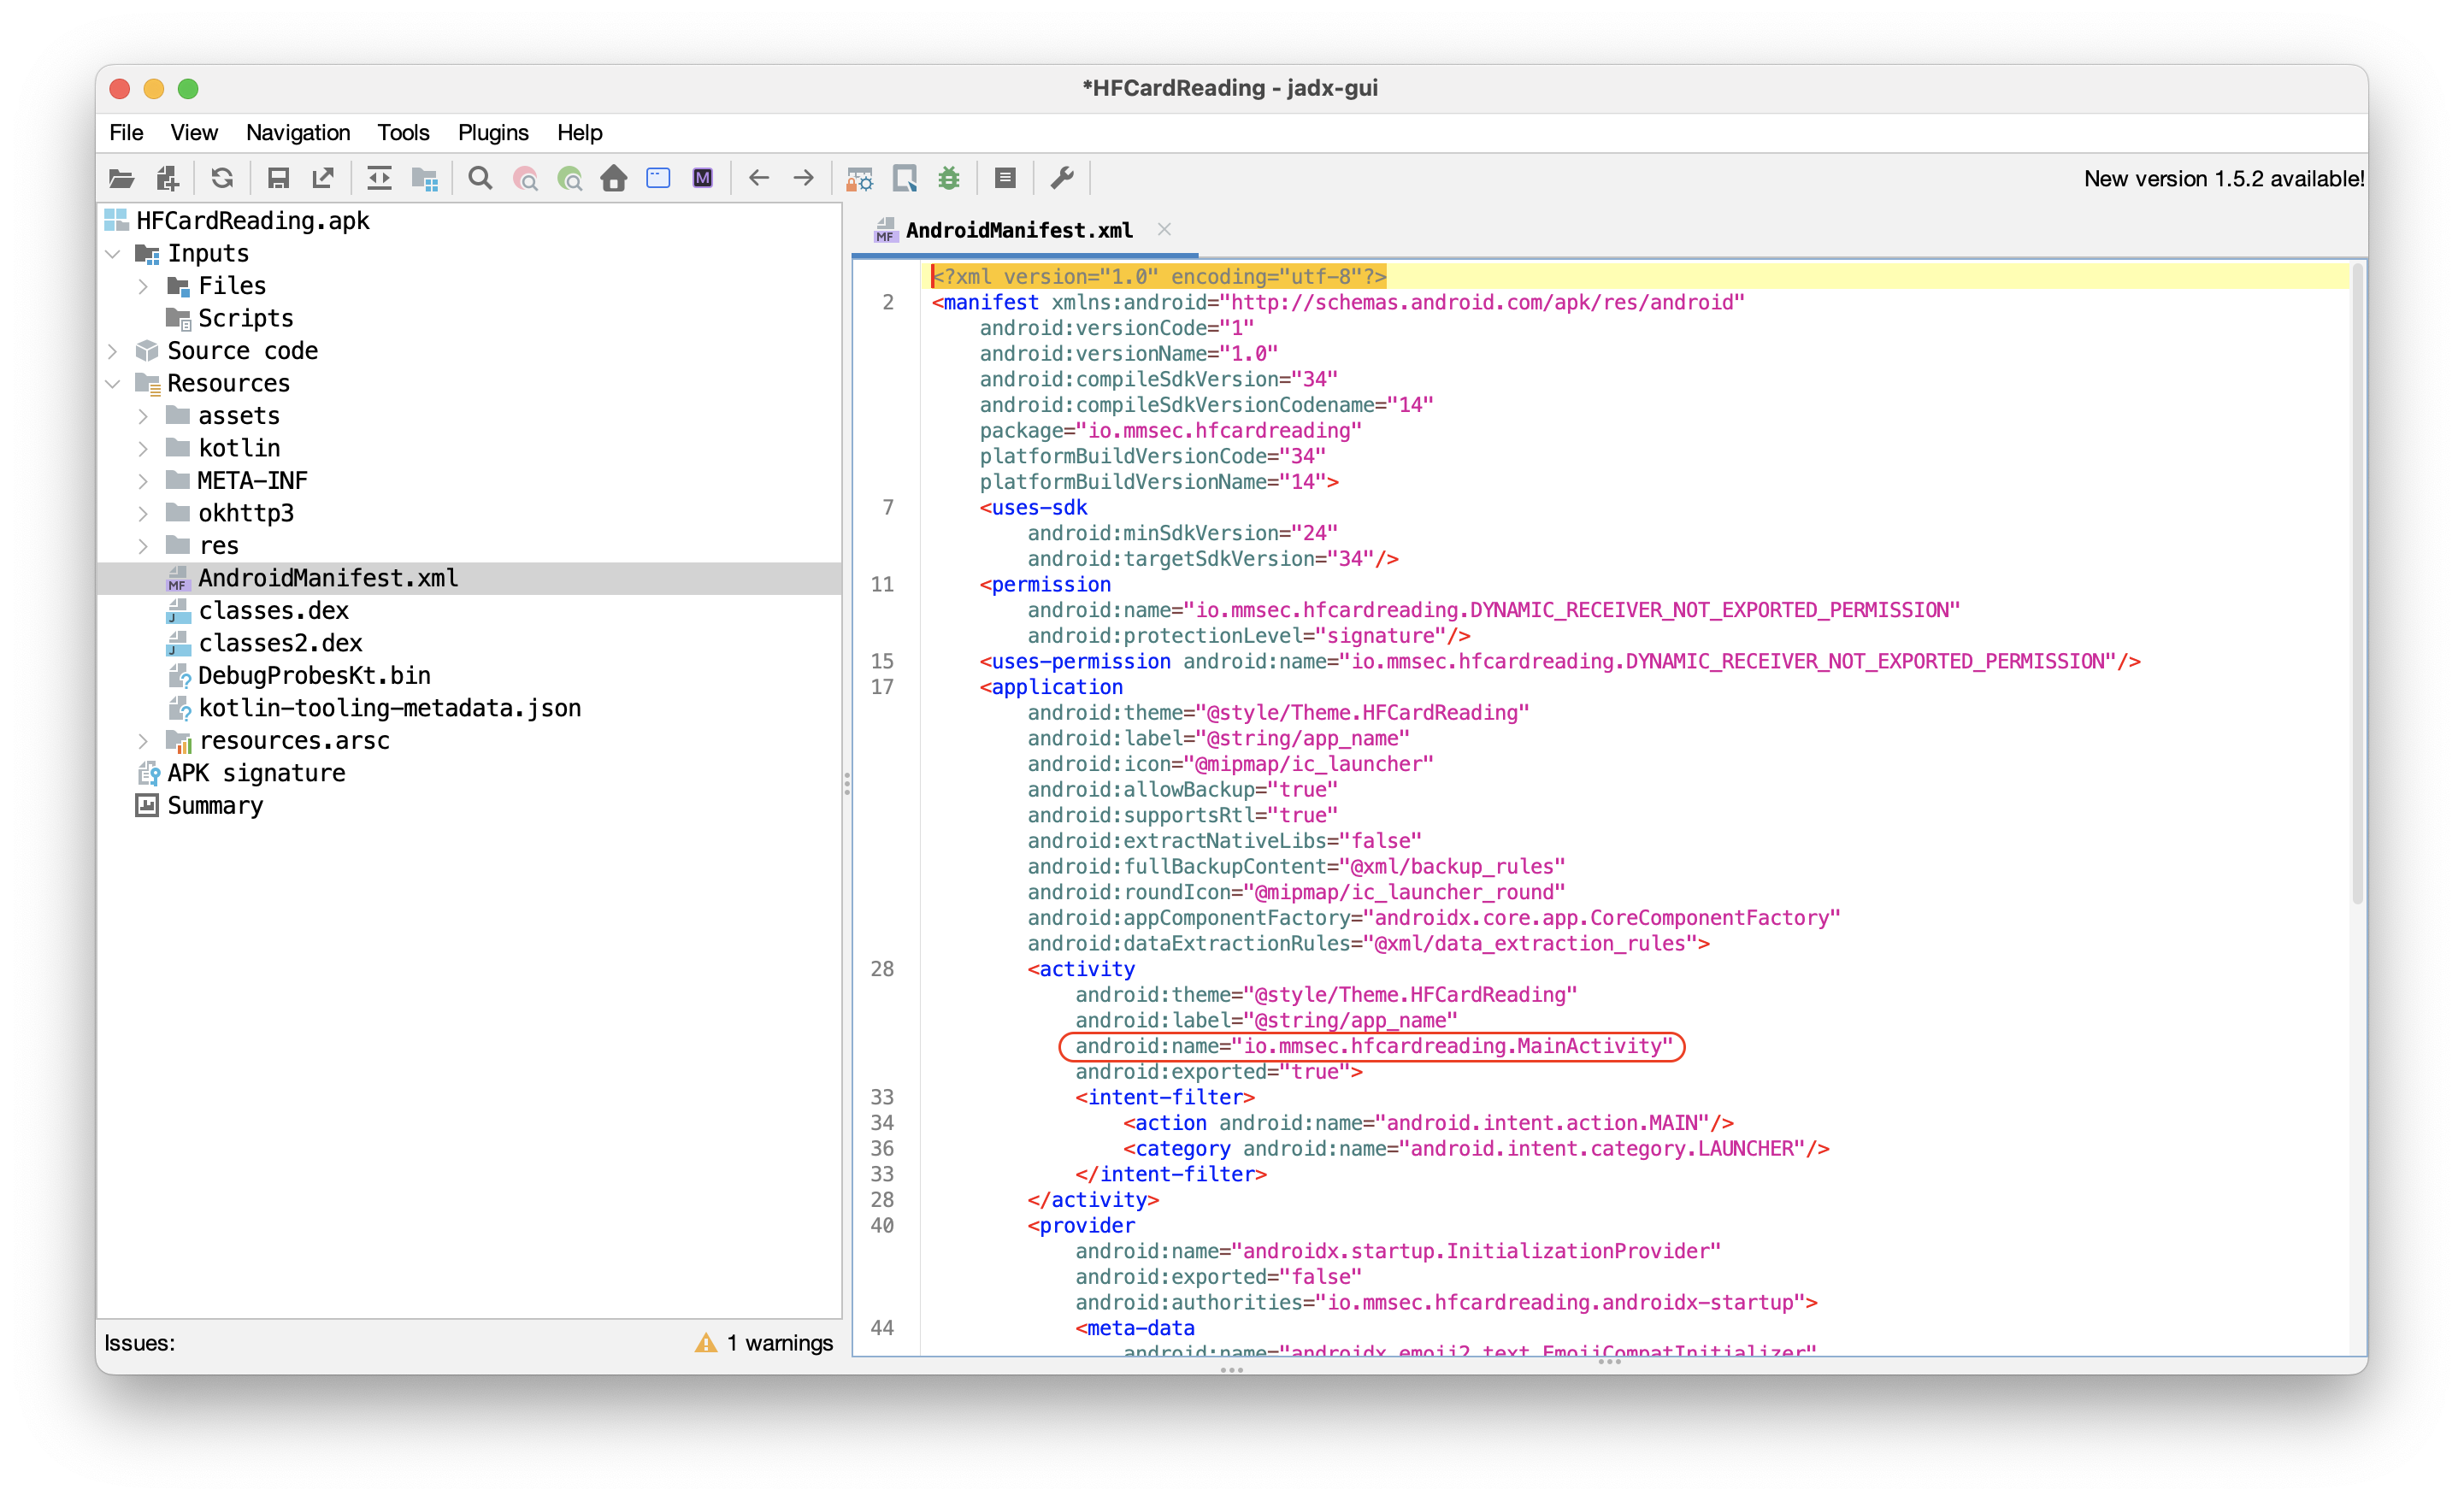 *HFCardReading - jadx-gui
File View Navigation Tools Plugins Help
New version 1.5.2 available!
HFCardReading.apk
Inputs
Files
Scripts
Source code
Resources
assets
kotlin
META-INF
okhttp3
res
AndroidManifest.xml
classes.dex
classes2.dex
DebugProbesKt.bin
kotlin-tooling-metadata.json
resources.arsc
APK signature
Summary
Issues: 1 warnings
AndroidManifest.xml
<?xml version="1.0" encoding="utf-8"?>
2 <manifest xmlns:android="http://schemas.android.com/apk/res/android"
android:versionCode="1"
android:versionName="1.0"
android:compileSdkVersion="34"
android:compileSdkVersionCodename="14"
package="io.mmsec.hfcardreading"
platformBuildVersionCode="34"
platformBuildVersionName="14">
7 <uses-sdk
android:minSdkVersion="24"
android:targetSdkVersion="34"/>
11 <permission
android:name="io.mmsec.hfcardreading.DYNAMIC_RECEIVER_NOT_EXPORTED_PERMISSION"
android:protectionLevel="signature"/>
15 <uses-permission android:name="io.mmsec.hfcardreading.DYNAMIC_RECEIVER_NOT_EXPORTED_PERMISSION"/>
17 <application
android:theme="@style/Theme.HFCardReading"
android:label="@string/app_name"
android:icon="@mipmap/ic_launcher"
android:allowBackup="true"
android:supportsRtl="true"
android:extractNativeLibs="false"
android:fullBackupContent="@xml/backup_rules"
android:roundIcon="@mipmap/ic_launcher_round"
android:appComponentFactory="androidx.core.app.CoreComponentFactory"
android:dataExtractionRules="@xml/data_extraction_rules">
28 <activity
android:theme="@style/Theme.HFCardReading"
android:label="@string/app_name"
android:name="io.mmsec.hfcardreading.MainActivity"
android:exported="true">
33 <intent-filter>
34 <action android:name="android.intent.action.MAIN"/>
36 <category android:name="android.intent.category.LAUNCHER"/>
33 </intent-filter>
28 </activity>
40 <provider
android:name="androidx.startup.InitializationProvider"
android:exported="false"
android:authorities="io.mmsec.hfcardreading.androidx-startup">
44 <meta-data
android:name="androidx.emoji2.text.EmojiCompatInitializer"